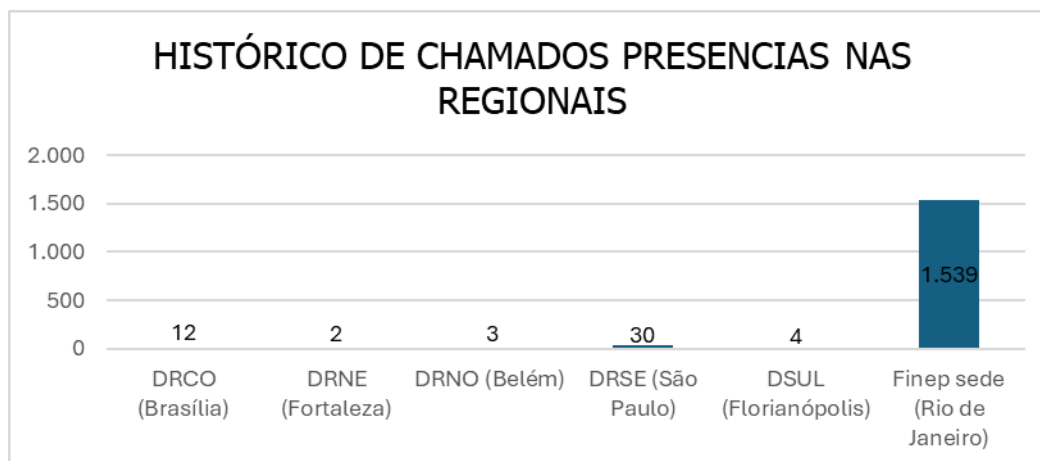 HISTÓRICO DE CHAMADOS PRESENCIAS NAS
REGIONAIS
2.000
1.500
1.000
500
0
12
2
3
30
4
1.539
DRCO
(Brasília)
DRNE
(Fortaleza)
DRNO (Belém)
DRSE (São
Paulo)
DSUL
(Florianópolis)
Finep sede
(Rio de
Janeiro)